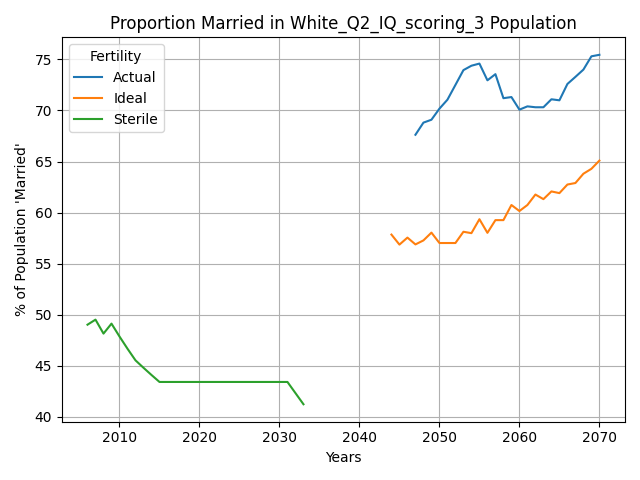 Proportion Married in White_Q2_IQ_scoring_3 Population
Fertility
Actual
Ideal
Sterile
% of Population 'Married'
75
70
65
60
55
50
45
40
2010 2020 2030 2040 2050 2060 2070
Years